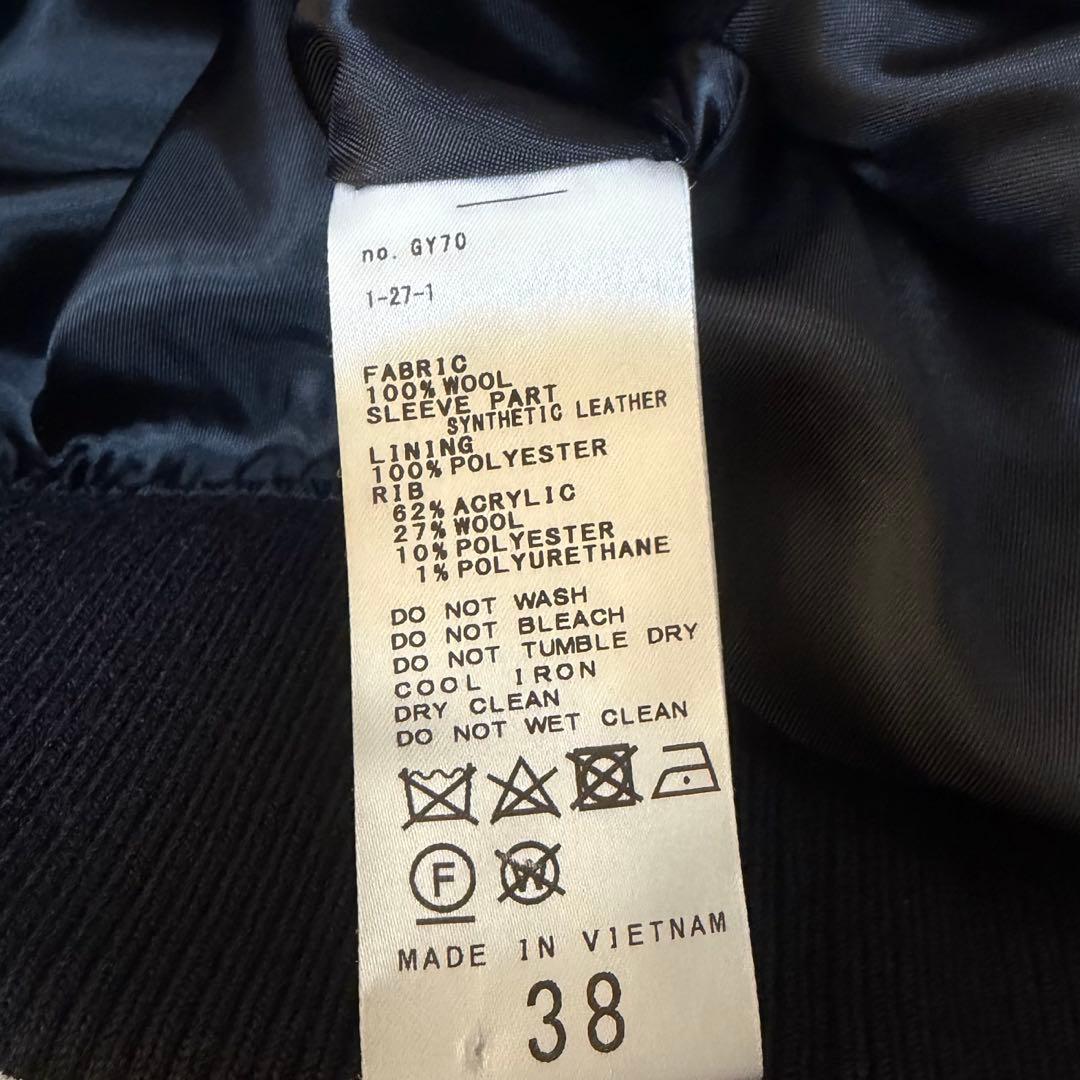 no. GY70
1-27-1
FABRIC
100% WOOL
SLEEVE PART
SYNTHETIC LEATHER
LINING
100% POLYESTER
RIB
62% ACRYLIC
27% WOOL
10% POLYESTER
1% POLYURETHANE
DO NOT WASH
DO NOT BLEACH
DO NOT TUMBLE DRY
COOL IRON
DRY CLEAN
DO NOT WET CLEAN
F W
MADE IN VIETNAM
38